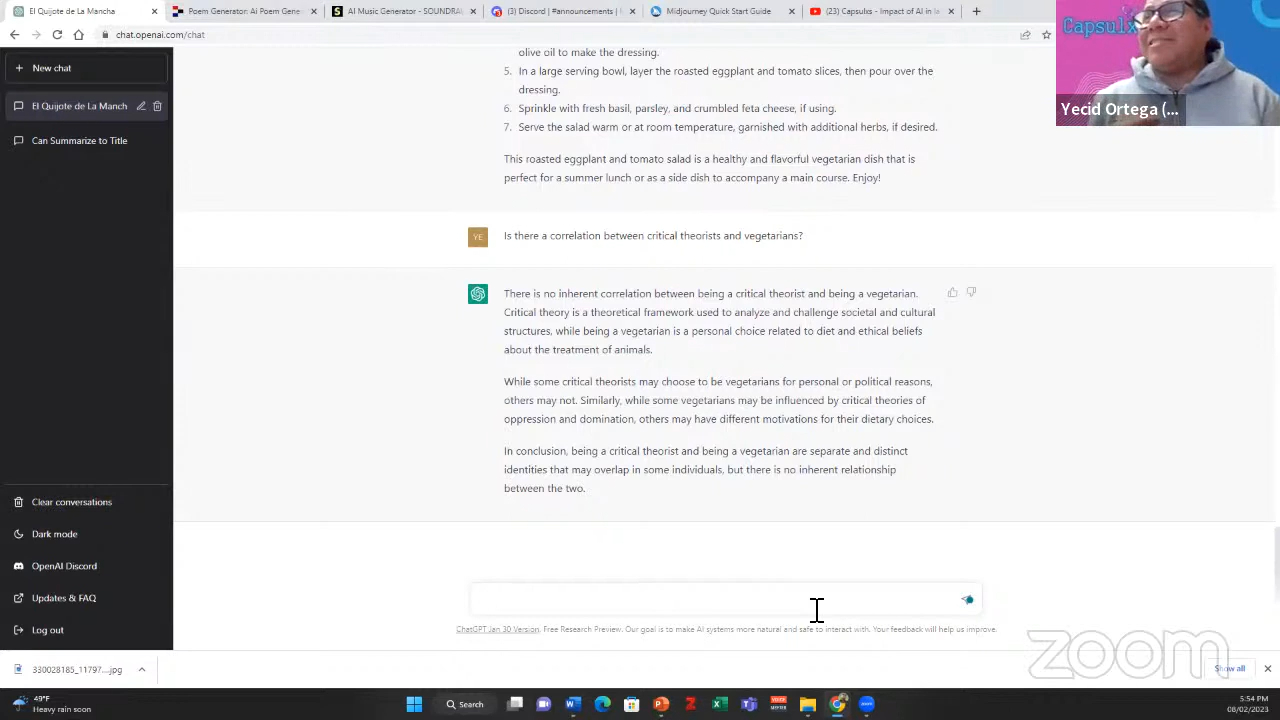 El Quijote de La Mancha
Poem Generator: Ai Poem Gene
AI Music Generator - SOUNDRA
(3) Discord | #announcements |
Midjourney Quick Start Guide
(23) Capsulxs - Impact of AI in
chat.openai.com/chat
Capsulx
Yecid Ortega (...
New chat
El Quijote de La Manch
Can Summarize to Title
olive oil to make the dressing.
5. In a large serving bowl, layer the roasted eggplant and tomato slices, then pour over the
dressing.
6. Sprinkle with fresh basil, parsley, and crumbled feta cheese, if using.
7. Serve the salad warm or at room temperature, garnished with additional herbs, if desired.
This roasted eggplant and tomato salad is a healthy and flavorful vegetarian dish that is
perfect for a summer lunch or as a side dish to accompany a main course. Enjoy!
YE
Is there a correlation between critical theorists and vegetarians?
There is no inherent correlation between being a critical theorist and being a vegetarian.
Critical theory is a theoretical framework used to analyze and challenge societal and cultural
structures, while being a vegetarian is a personal choice related to diet and ethical beliefs
about the treatment of animals.
While some critical theorists may choose to be vegetarians for personal or political reasons,
others may not. Similarly, while some vegetarians may be influenced by critical theories of
oppression and domination, others may have different motivations for their dietary choices.
In conclusion, being a critical theorist and being a vegetarian are separate and distinct
identities that may overlap in some individuals, but there is no inherent relationship
between the two.
Clear conversations
Dark mode
OpenAI Discord
Updates & FAQ
Log out
ChatGPT Jan 30 Version. Free Research Preview. Our goal is to make AI systems more natural and safe to interact with. Your feedback will help us improve.
zoom
330028185_11797....jpg
Show all
49°F
Heavy rain soon
Search
5:54 PM
08/02/2023